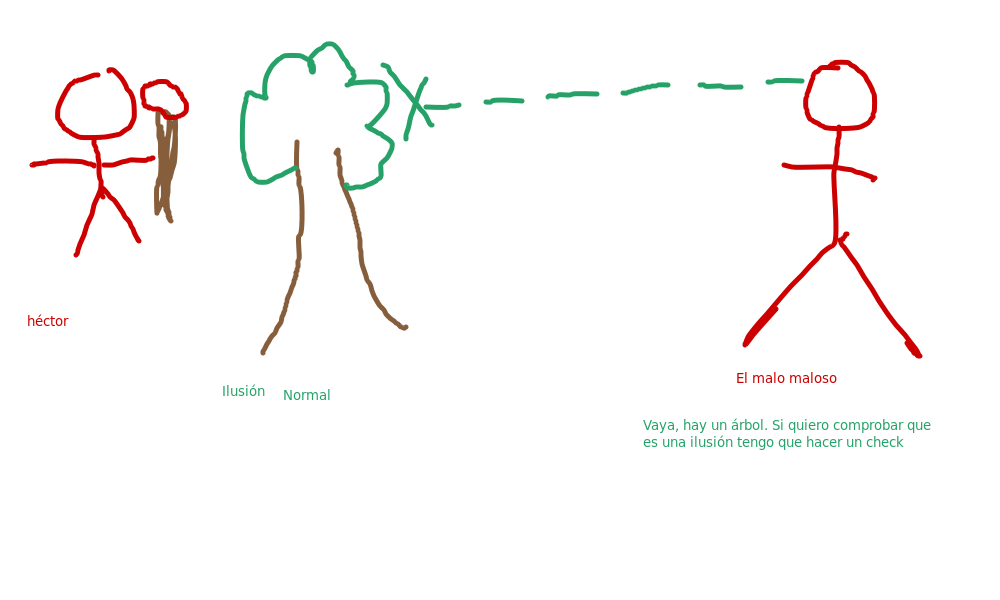 héctor
Ilusión Normal
El malo maloso
Vaya, hay un árbol. Si quiero comprobar que
es una ilusión tengo que hacer un check